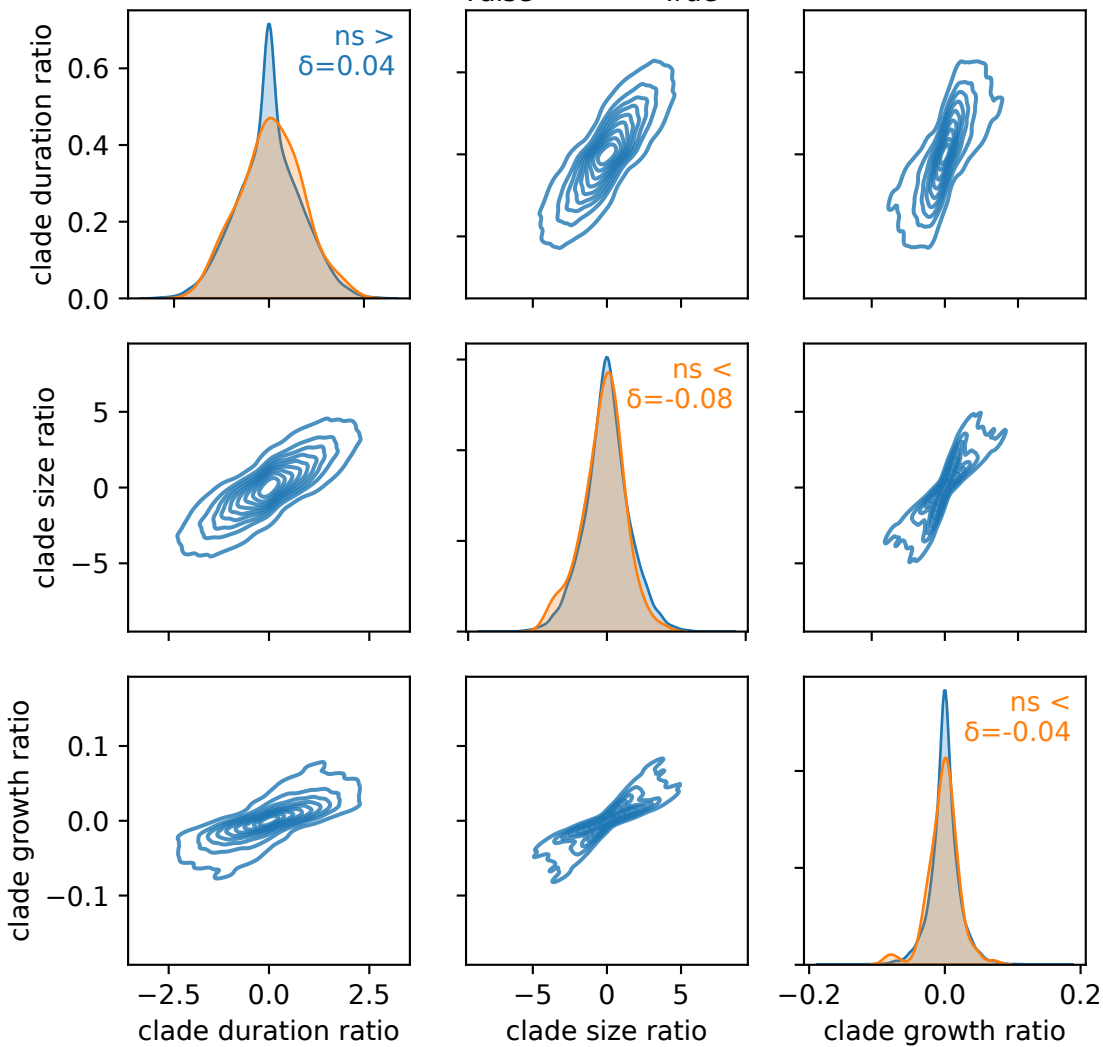 clade duration ratio
0.6
0.4
0.2
0.0
ns >
δ=0.04
clade size ratio
5
0
−5
ns <
δ=-0.08
clade growth ratio
0.1
0.0
−0.1
ns <
δ=-0.04
−2.5 0.0 2.5
clade duration ratio
−5 0 5
clade size ratio
−0.2 0.0 0.2
clade growth ratio